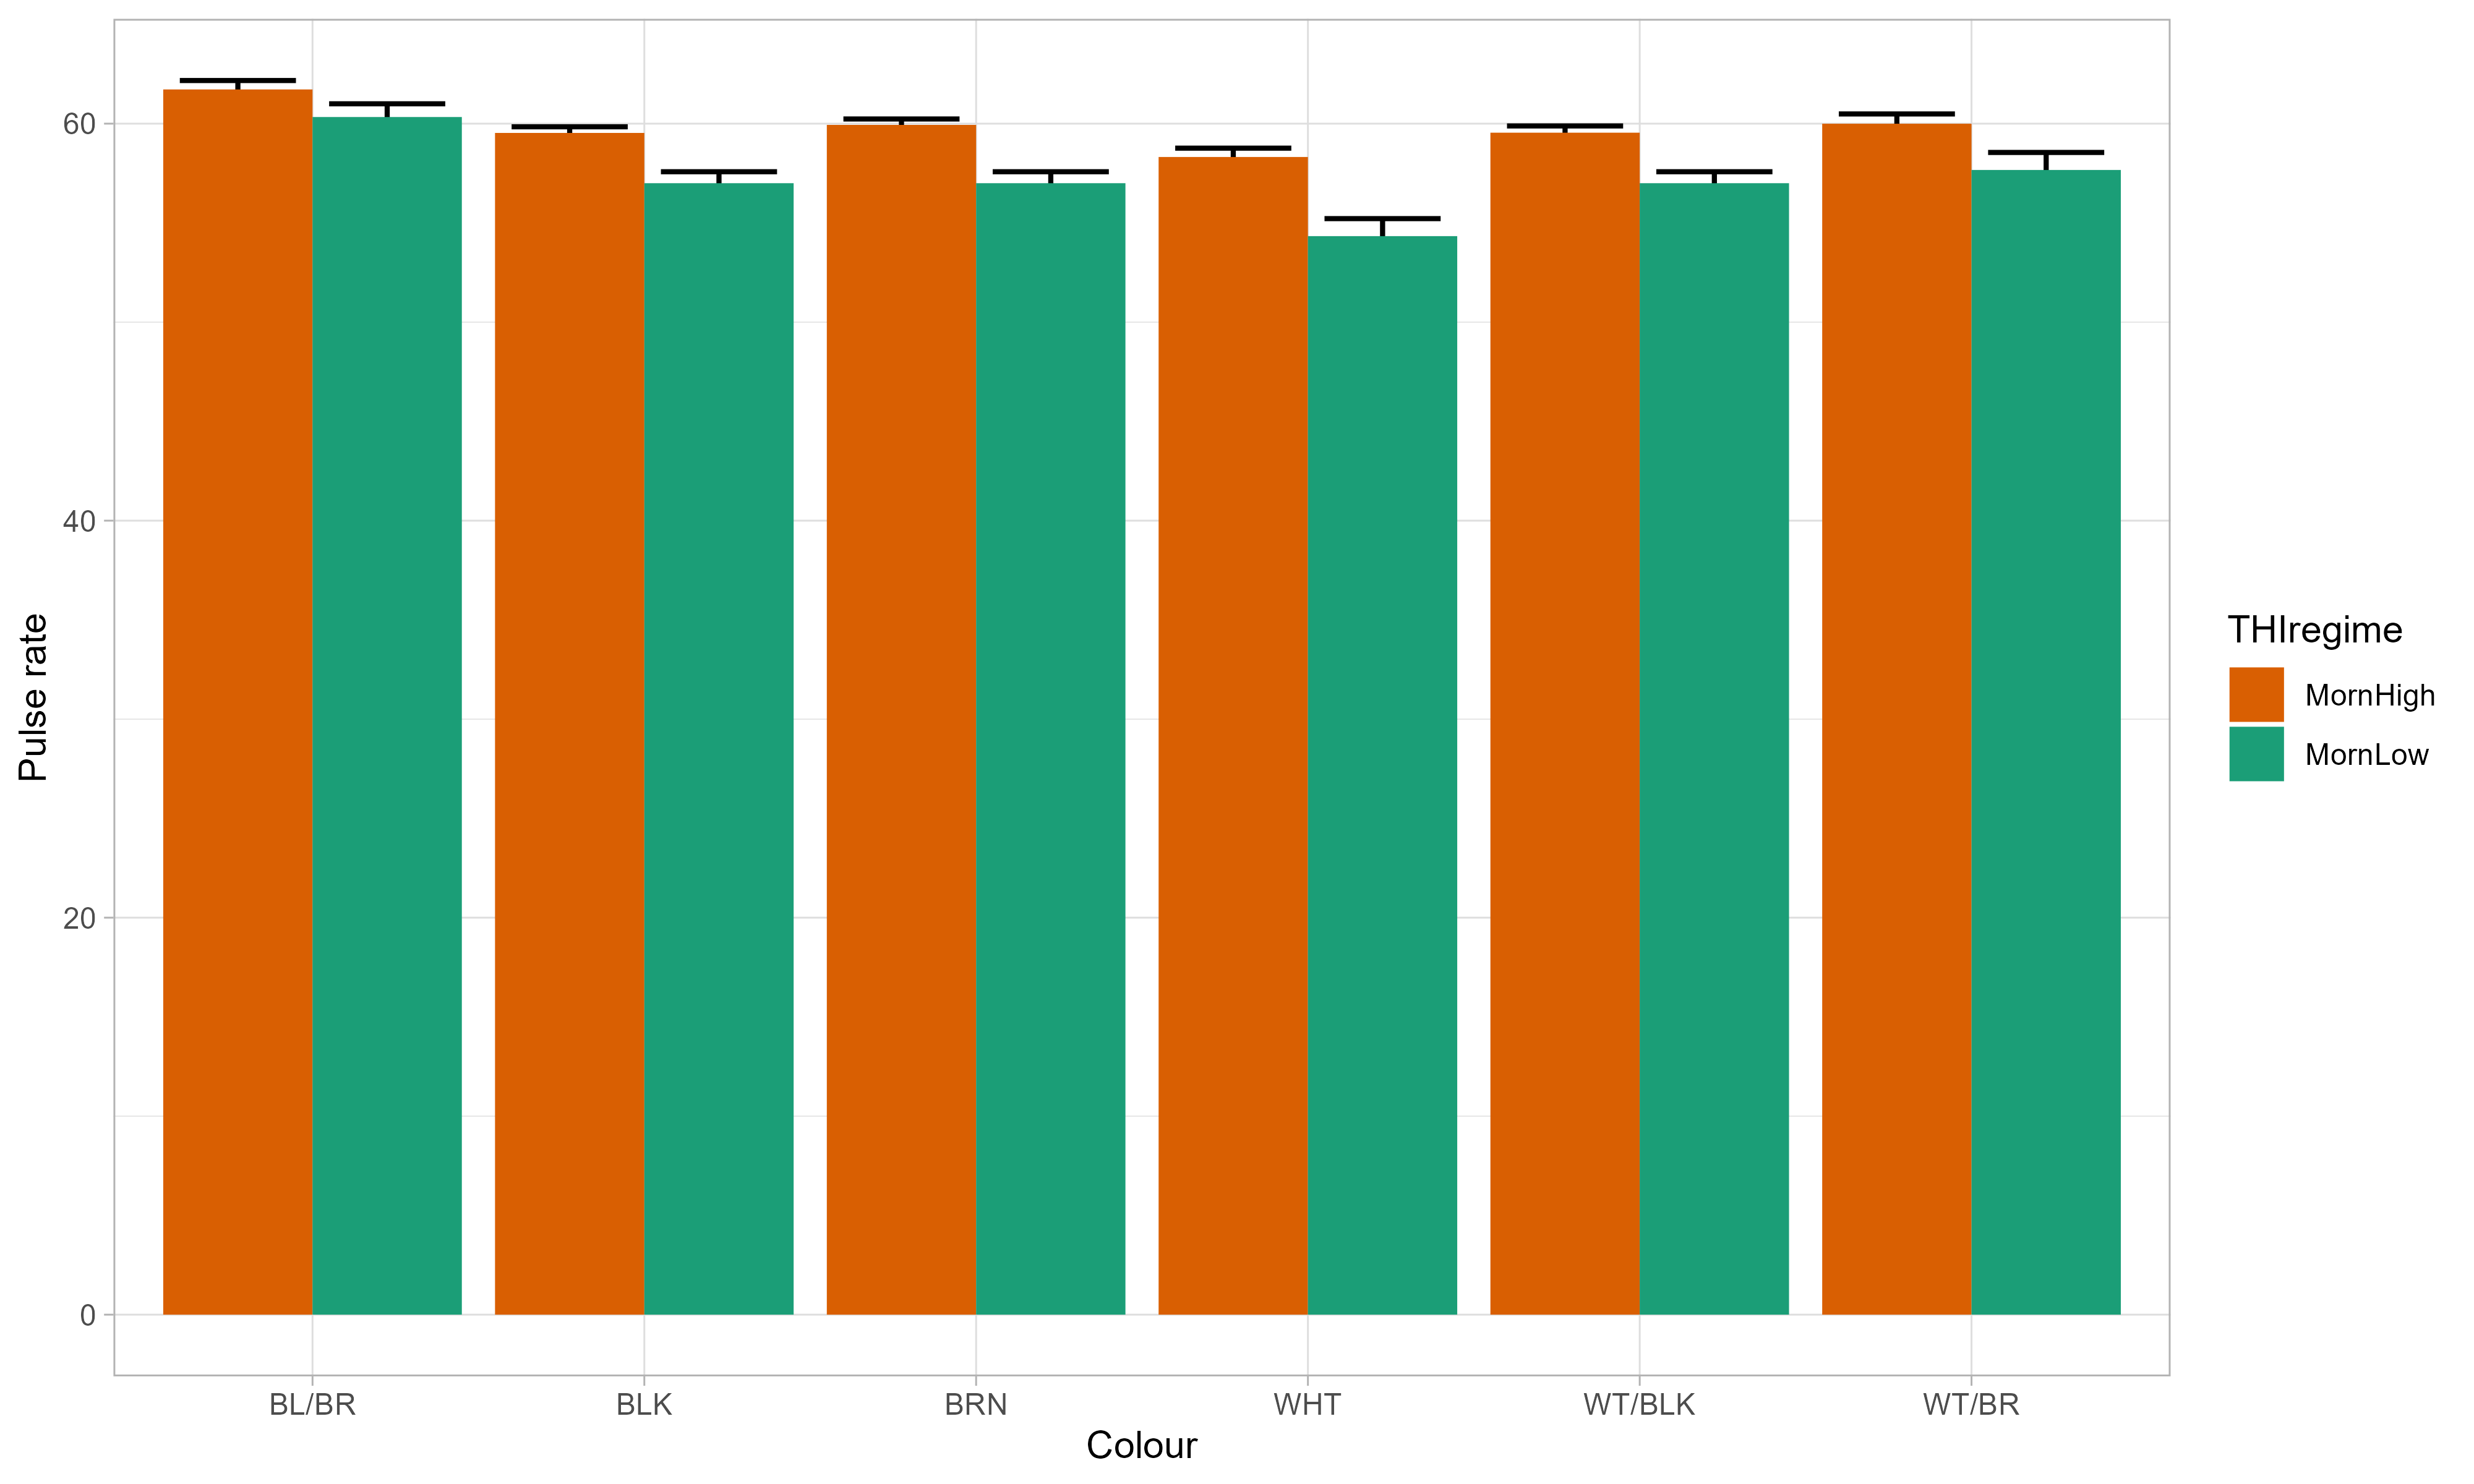 60
40
20
0
Pulse rate
BL/BR
BLK
BRN
WHT
WT/BLK
WT/BR
Colour
THIregime
MornHigh
MornLow